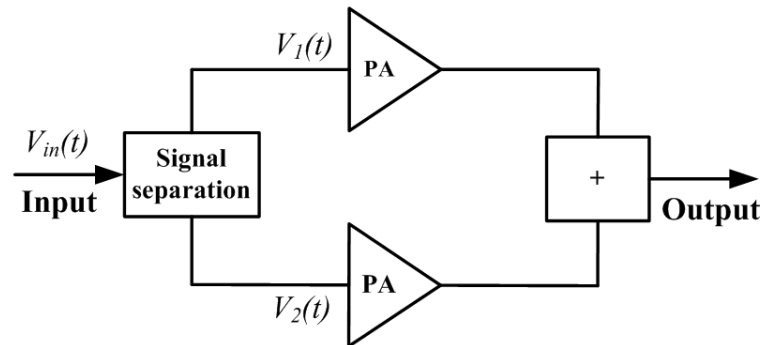 V1(t)
PA
Vin(t)
Input
Signal
separation
+
Output
PA
V2(t)